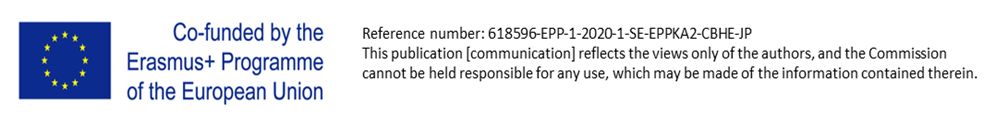 Co-funded by the
Erasmus+ Programme
of the European Union
Reference number: 618596-EPP-1-2020-1-SE-EPPKA2-CBHE-JP
This publication [communication] reflects the views only of the authors, and the Commission
cannot be held responsible for any use, which may be made of the information contained therein.